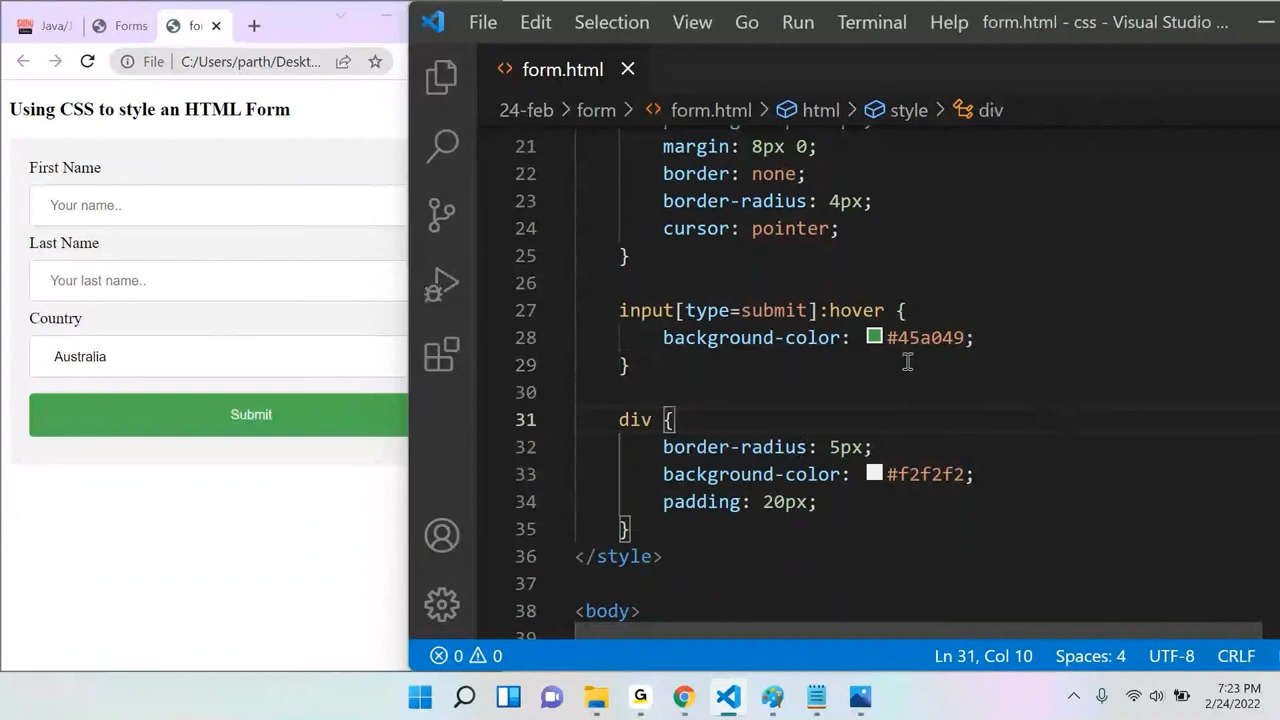 Java/J
Forms
for
File C:/Users/parth/Deskt...
Using CSS to style an HTML Form
First Name
Your name..
Last Name
Your last name..
Country
Australia
Submit
File Edit Selection View Go Run Terminal Help form.html - css - Visual Studio ...
form.html
24-feb > form > form.html > html > style > div
21 margin: 8px 0;
22 border: none;
23 border-radius: 4px;
24 cursor: pointer;
25 }
26
27 input[type=submit]:hover {
28 background-color: #45a049;
29 }
30
31 div {
32 border-radius: 5px;
33 background-color: #f2f2f2;
34 padding: 20px;
35 }
36 </style>
37
38 <body>
39
0 0 Ln 31, Col 10 Spaces: 4 UTF-8 CRLF
G
7:23 PM
2/24/2022